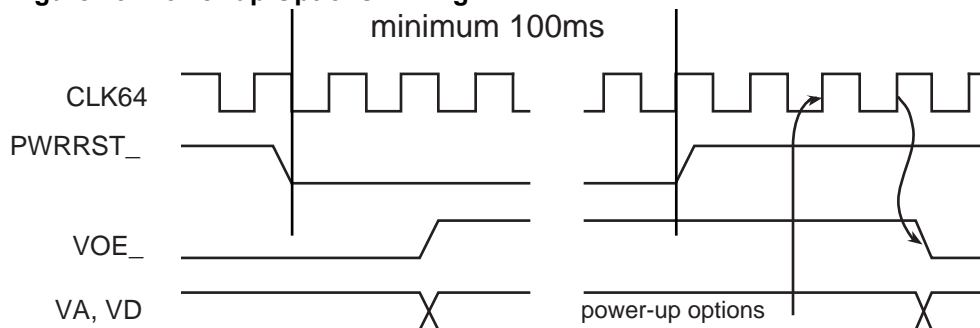 minimum 100ms
CLK64
PWRRST_
VOE_
VA, VD
power-up options